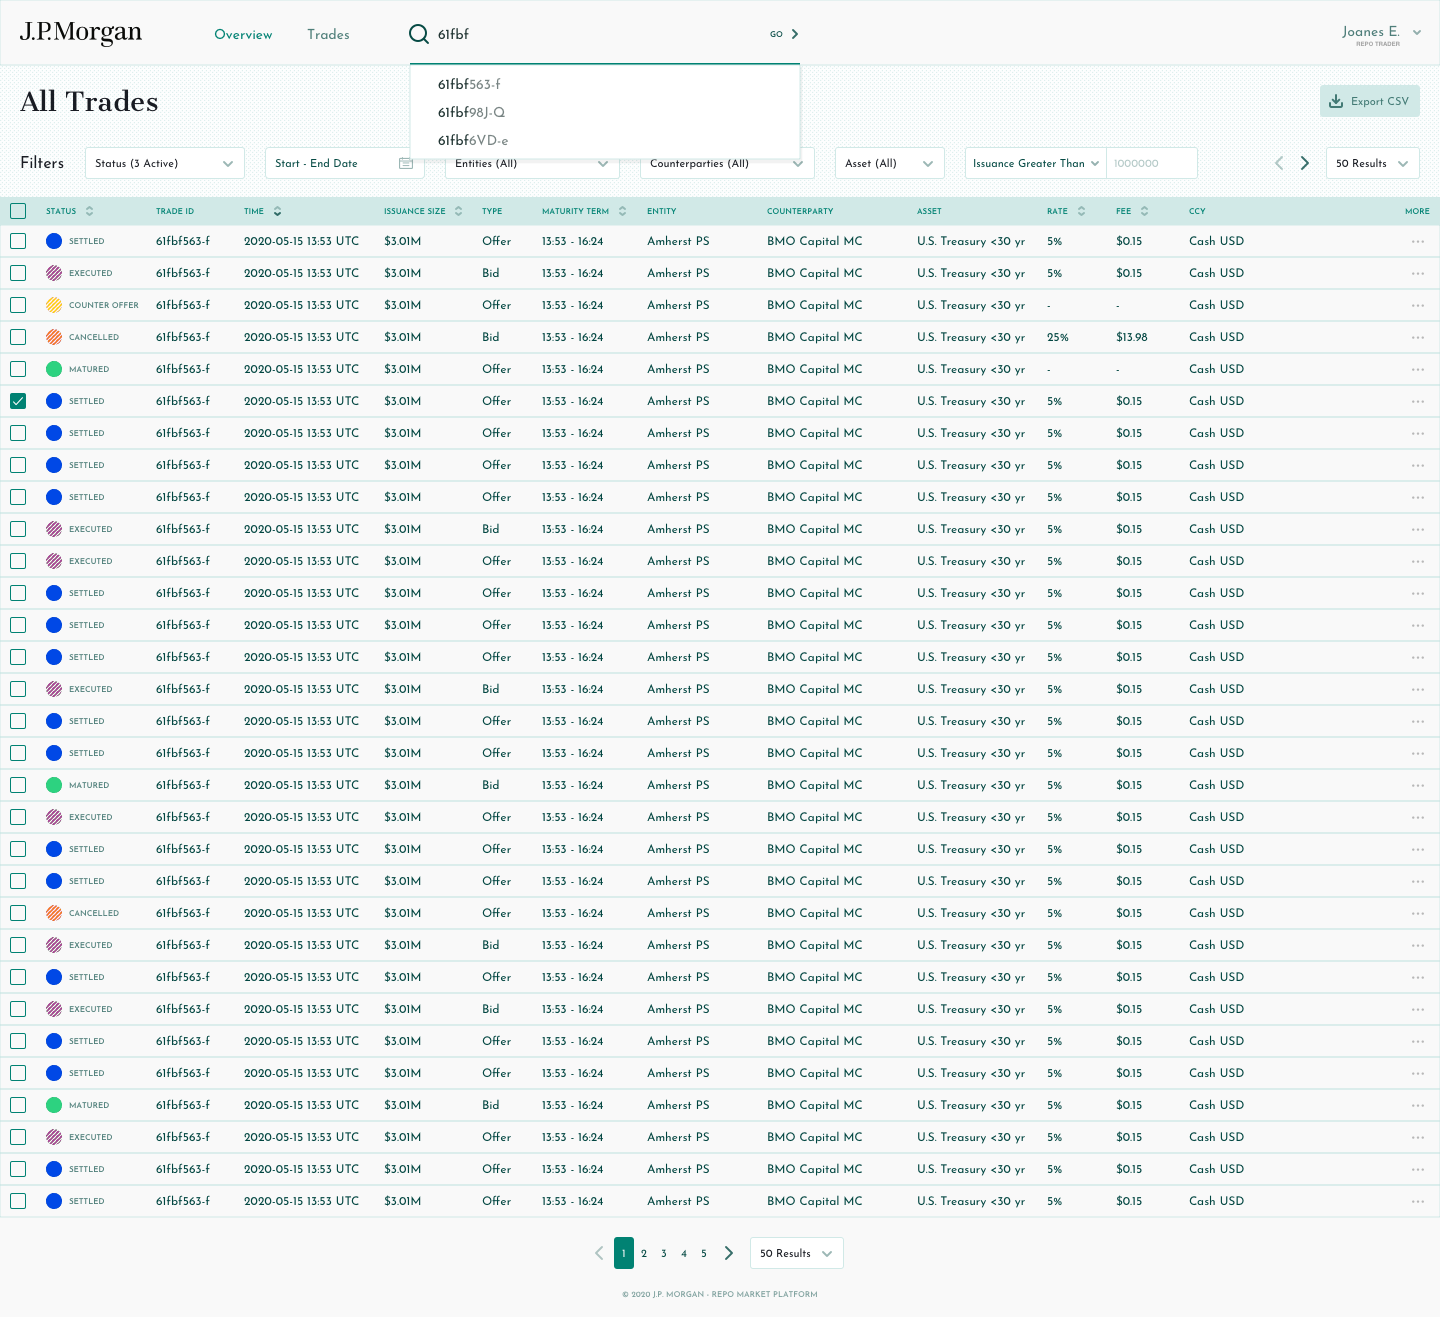 J.P.Morgan Overview Trades 61fbf GO Joanes E.
REPO TRADER
61fbf563-f
61fbf98J-Q
61fbf6VD-e
All Trades Export CSV
Filters Status (3 Active) Start - End Date Entities (All) Counterparties (All) Asset (All) Issuance Greater Than 1000000 50 Results
STATUS TRADE ID TIME ISSUANCE SIZE TYPE MATURITY TERM ENTITY COUNTERPARTY ASSET RATE FEE CCY MORE
SETTLED 61fbf563-f 2020-05-15 13:53 UTC $3.01M Offer 13:53 - 16:24 Amherst PS BMO Capital MC U.S. Treasury <30 yr 5% $0.15 Cash USD
EXECUTED 61fbf563-f 2020-05-15 13:53 UTC $3.01M Bid 13:53 - 16:24 Amherst PS BMO Capital MC U.S. Treasury <30 yr 5% $0.15 Cash USD
COUNTER OFFER 61fbf563-f 2020-05-15 13:53 UTC $3.01M Offer 13:53 - 16:24 Amherst PS BMO Capital MC U.S. Treasury <30 yr - - Cash USD
CANCELLED 61fbf563-f 2020-05-15 13:53 UTC $3.01M Bid 13:53 - 16:24 Amherst PS BMO Capital MC U.S. Treasury <30 yr 25% $13.98 Cash USD
MATURED 61fbf563-f 2020-05-15 13:53 UTC $3.01M Offer 13:53 - 16:24 Amherst PS BMO Capital MC U.S. Treasury <30 yr - - Cash USD
SETTLED 61fbf563-f 2020-05-15 13:53 UTC $3.01M Offer 13:53 - 16:24 Amherst PS BMO Capital MC U.S. Treasury <30 yr 5% $0.15 Cash USD
SETTLED 61fbf563-f 2020-05-15 13:53 UTC $3.01M Offer 13:53 - 16:24 Amherst PS BMO Capital MC U.S. Treasury <30 yr 5% $0.15 Cash USD
SETTLED 61fbf563-f 2020-05-15 13:53 UTC $3.01M Offer 13:53 - 16:24 Amherst PS BMO Capital MC U.S. Treasury <30 yr 5% $0.15 Cash USD
SETTLED 61fbf563-f 2020-05-15 13:53 UTC $3.01M Offer 13:53 - 16:24 Amherst PS BMO Capital MC U.S. Treasury <30 yr 5% $0.15 Cash USD
EXECUTED 61fbf563-f 2020-05-15 13:53 UTC $3.01M Bid 13:53 - 16:24 Amherst PS BMO Capital MC U.S. Treasury <30 yr 5% $0.15 Cash USD
EXECUTED 61fbf563-f 2020-05-15 13:53 UTC $3.01M Offer 13:53 - 16:24 Amherst PS BMO Capital MC U.S. Treasury <30 yr 5% $0.15 Cash USD
SETTLED 61fbf563-f 2020-05-15 13:53 UTC $3.01M Offer 13:53 - 16:24 Amherst PS BMO Capital MC U.S. Treasury <30 yr 5% $0.15 Cash USD
SETTLED 61fbf563-f 2020-05-15 13:53 UTC $3.01M Offer 13:53 - 16:24 Amherst PS BMO Capital MC U.S. Treasury <30 yr 5% $0.15 Cash USD
SETTLED 61fbf563-f 2020-05-15 13:53 UTC $3.01M Offer 13:53 - 16:24 Amherst PS BMO Capital MC U.S. Treasury <30 yr 5% $0.15 Cash USD
EXECUTED 61fbf563-f 2020-05-15 13:53 UTC $3.01M Bid 13:53 - 16:24 Amherst PS BMO Capital MC U.S. Treasury <30 yr 5% $0.15 Cash USD
SETTLED 61fbf563-f 2020-05-15 13:53 UTC $3.01M Offer 13:53 - 16:24 Amherst PS BMO Capital MC U.S. Treasury <30 yr 5% $0.15 Cash USD
SETTLED 61fbf563-f 2020-05-15 13:53 UTC $3.01M Offer 13:53 - 16:24 Amherst PS BMO Capital MC U.S. Treasury <30 yr 5% $0.15 Cash USD
MATURED 61fbf563-f 2020-05-15 13:53 UTC $3.01M Bid 13:53 - 16:24 Amherst PS BMO Capital MC U.S. Treasury <30 yr 5% $0.15 Cash USD
EXECUTED 61fbf563-f 2020-05-15 13:53 UTC $3.01M Offer 13:53 - 16:24 Amherst PS BMO Capital MC U.S. Treasury <30 yr 5% $0.15 Cash USD
SETTLED 61fbf563-f 2020-05-15 13:53 UTC $3.01M Offer 13:53 - 16:24 Amherst PS BMO Capital MC U.S. Treasury <30 yr 5% $0.15 Cash USD
SETTLED 61fbf563-f 2020-05-15 13:53 UTC $3.01M Offer 13:53 - 16:24 Amherst PS BMO Capital MC U.S. Treasury <30 yr 5% $0.15 Cash USD
CANCELLED 61fbf563-f 2020-05-15 13:53 UTC $3.01M Offer 13:53 - 16:24 Amherst PS BMO Capital MC U.S. Treasury <30 yr 5% $0.15 Cash USD
EXECUTED 61fbf563-f 2020-05-15 13:53 UTC $3.01M Bid 13:53 - 16:24 Amherst PS BMO Capital MC U.S. Treasury <30 yr 5% $0.15 Cash USD
SETTLED 61fbf563-f 2020-05-15 13:53 UTC $3.01M Offer 13:53 - 16:24 Amherst PS BMO Capital MC U.S. Treasury <30 yr 5% $0.15 Cash USD
EXECUTED 61fbf563-f 2020-05-15 13:53 UTC $3.01M Bid 13:53 - 16:24 Amherst PS BMO Capital MC U.S. Treasury <30 yr 5% $0.15 Cash USD
SETTLED 61fbf563-f 2020-05-15 13:53 UTC $3.01M Offer 13:53 - 16:24 Amherst PS BMO Capital MC U.S. Treasury <30 yr 5% $0.15 Cash USD
SETTLED 61fbf563-f 2020-05-15 13:53 UTC $3.01M Offer 13:53 - 16:24 Amherst PS BMO Capital MC U.S. Treasury <30 yr 5% $0.15 Cash USD
MATURED 61fbf563-f 2020-05-15 13:53 UTC $3.01M Bid 13:53 - 16:24 Amherst PS BMO Capital MC U.S. Treasury <30 yr 5% $0.15 Cash USD
EXECUTED 61fbf563-f 2020-05-15 13:53 UTC $3.01M Offer 13:53 - 16:24 Amherst PS BMO Capital MC U.S. Treasury <30 yr 5% $0.15 Cash USD
SETTLED 61fbf563-f 2020-05-15 13:53 UTC $3.01M Offer 13:53 - 16:24 Amherst PS BMO Capital MC U.S. Treasury <30 yr 5% $0.15 Cash USD
SETTLED 61fbf563-f 2020-05-15 13:53 UTC $3.01M Offer 13:53 - 16:24 Amherst PS BMO Capital MC U.S. Treasury <30 yr 5% $0.15 Cash USD
1 2 3 4 5 50 Results
© 2020 J.P. MORGAN - REPO MARKET PLATFORM